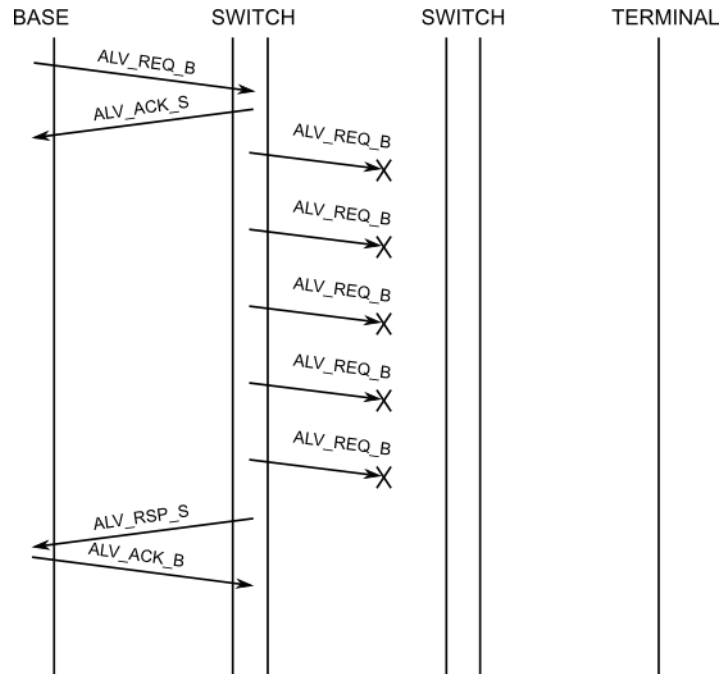 BASE SWITCH SWITCH TERMINAL
ALV_REQ_B
ALV_ACK_S
ALV_REQ_B
ALV_REQ_B
ALV_REQ_B
ALV_REQ_B
ALV_REQ_B
ALV_RSP_S
ALV_ACK_B